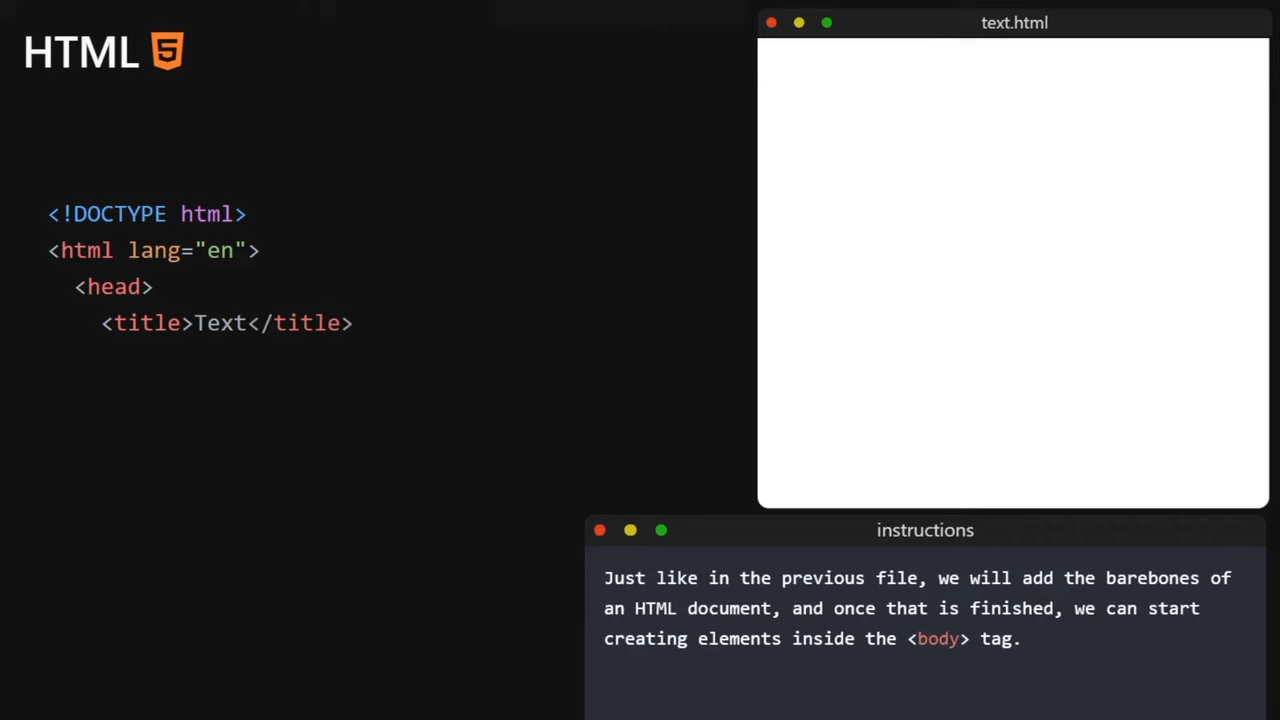 HTML 5
<!DOCTYPE html>
<html lang="en">
<head>
<title>Text</title>
text.html
instructions
Just like in the previous file, we will add the barebones of
an HTML document, and once that is finished, we can start
creating elements inside the <body> tag.